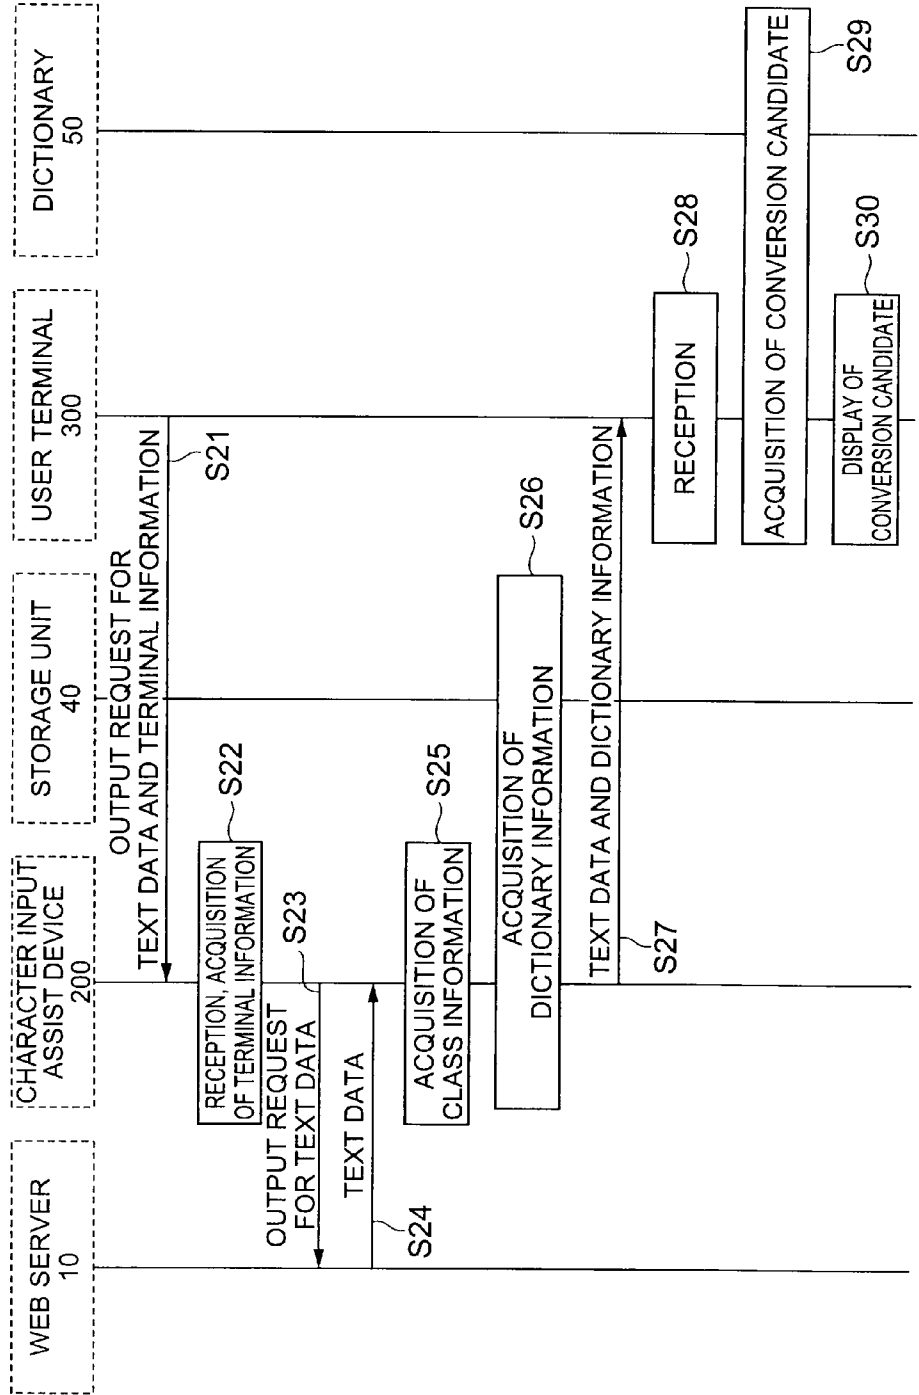 WEB SERVER
10
CHARACTER INPUT
ASSIST DEVICE
200
STORAGE UNIT
40
USER TERMINAL
300
DICTIONARY
50
OUTPUT REQUEST FOR
TEXT DATA AND TERMINAL INFORMATION
S21
RECEPTION, ACQUISITION
OF TERMINAL INFORMATION
S22
OUTPUT REQUEST
FOR TEXT DATA
S23
TEXT DATA
S24
ACQUISITION OF
CLASS INFORMATION
S25
ACQUISITION OF
DICTIONARY INFORMATION
S26
TEXT DATA AND DICTIONARY INFORMATION
S27
RECEPTION
S28
ACQUISITION OF CONVERSION CANDIDATE
S29
DISPLAY OF
CONVERSION CANDIDATE
S30